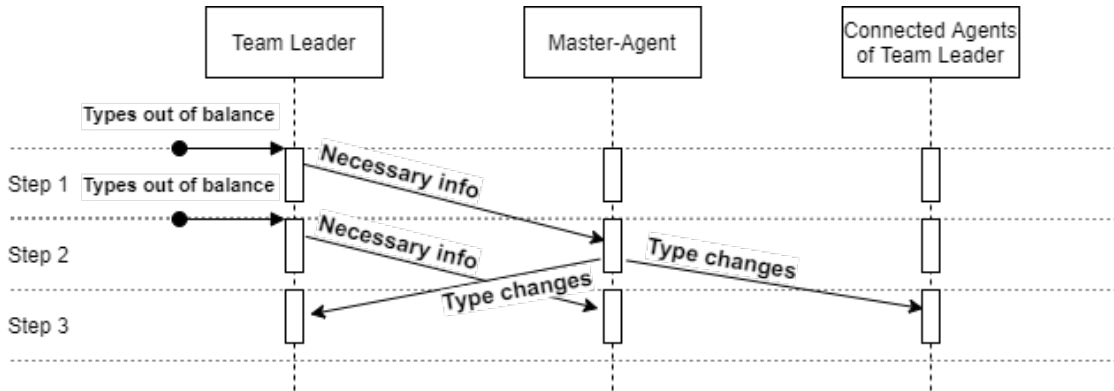 Team Leader
Master-Agent
Connected Agents
of Team Leader
Types out of balance
Necessary info
Step 1
Types out of balance
Necessary info
Type changes
Step 2
Type changes
Step 3